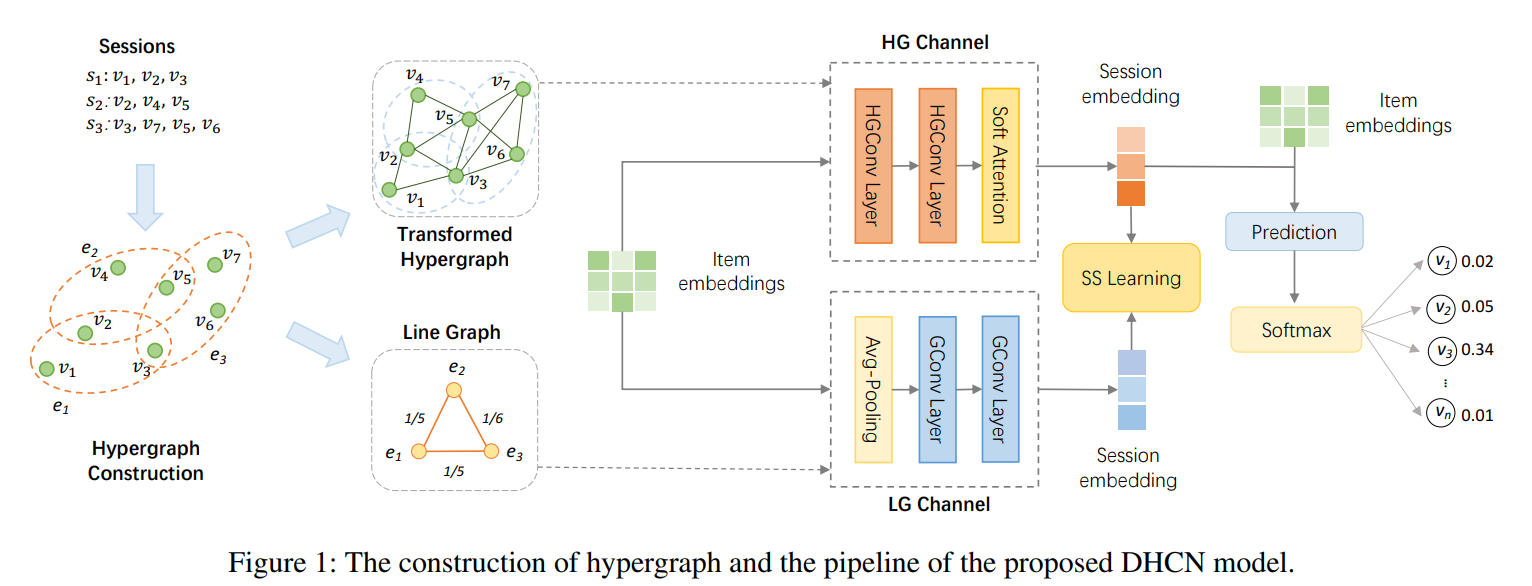 Sessions
s1: v1, v2, v3
s2: v2, v4, v5
s3: v3, v7, v5, v6
e2
v4
v5
v7
v2
v6
v1
v3
e3
e1
Hypergraph
Construction
v4
v7
v5
v2
v6
v3
v1
Transformed
Hypergraph
Line Graph
e2
1/5
1/6
e1
e3
1/5
Item
embeddings
HG Channel
HGConv Layer
HGConv Layer
Soft Attention
Avg-Pooling
GConv Layer
GConv Layer
LG Channel
Session
embedding
SS Learning
Session
embedding
Item
embeddings
Prediction
Softmax
v1 0.02
v2 0.05
v3 0.34
...
vn 0.01
Figure 1: The construction of hypergraph and the pipeline of the proposed DHCN model.